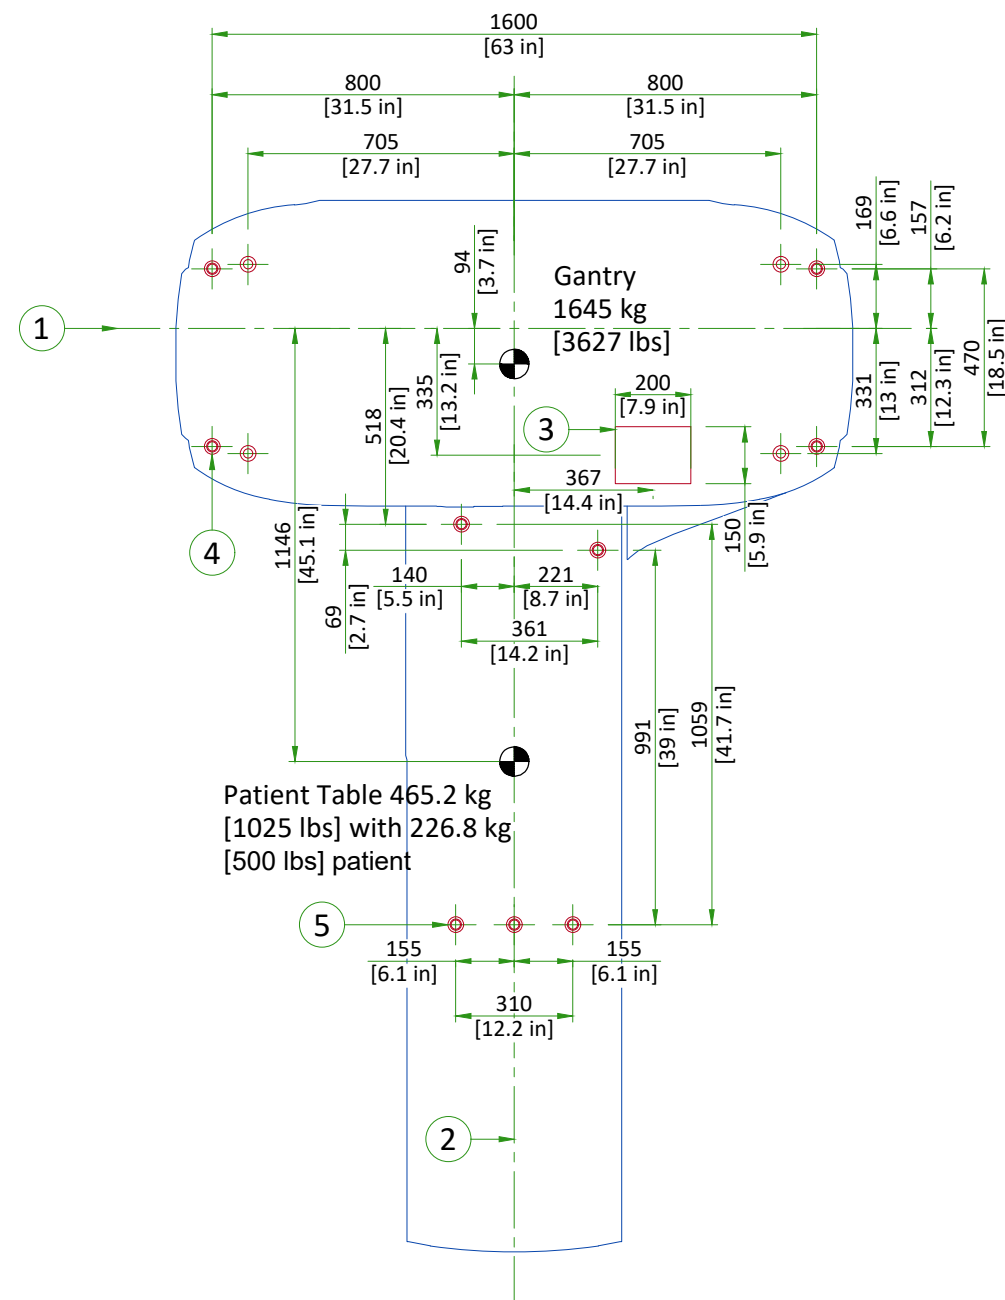 1600
[63 in]
800
[31.5 in]
800
[31.5 in]
705
[27.7 in]
705
[27.7 in]
169
[6.6 in]
157
[6.2 in]
94
[3.7 in]
Gantry
1645 kg
[3627 lbs]
1
470
[18.5 in]
518
[20.4 in]
335
[13.2 in]
200
[7.9 in]
331
[13 in]
312
[12.3 in]
3
367
[14.4 in]
4
1146
[45.1 in]
150
[5.9 in]
140
[5.5 in]
221
[8.7 in]
69
[2.7 in]
361
[14.2 in]
991
[39 in]
1059
[41.7 in]
Patient Table 465.2 kg
[1025 lbs] with 226.8 kg
[500 lbs] patient
5
155
[6.1 in]
155
[6.1 in]
310
[12.2 in]
2